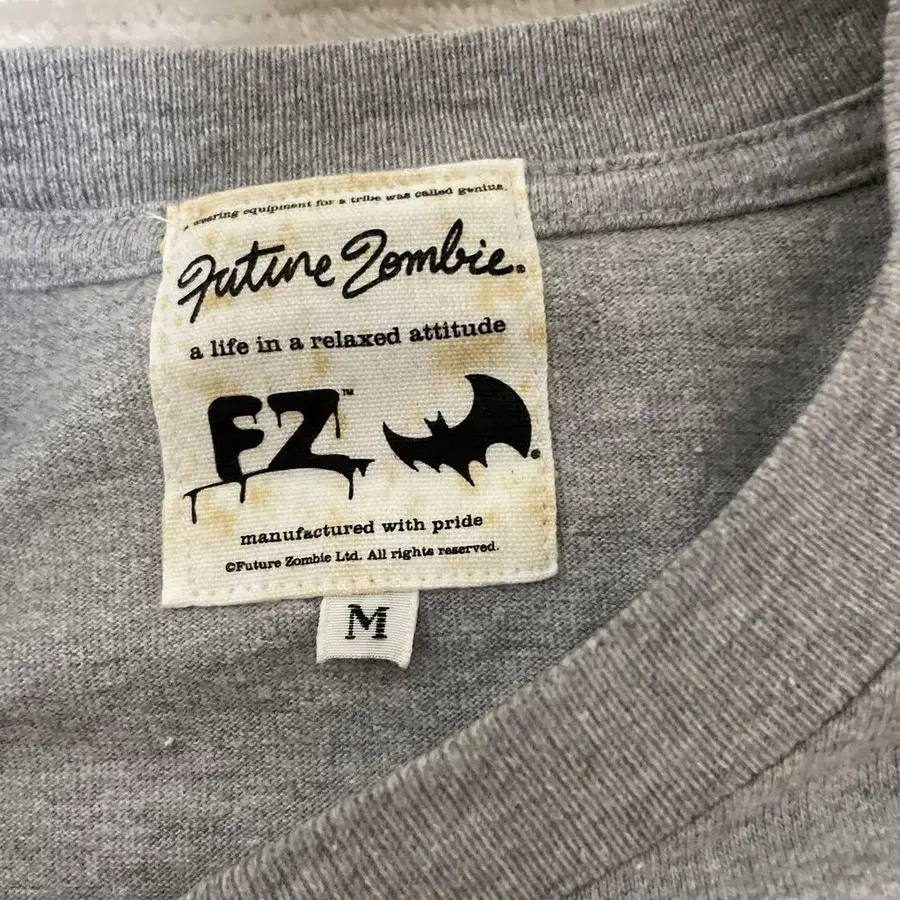 a wearing equipment for a tribe was called genius.
Future Zombie.
a life in a relaxed attitude
FZ™
manufactured with pride
©Future Zombie Ltd. All rights reserved.
M